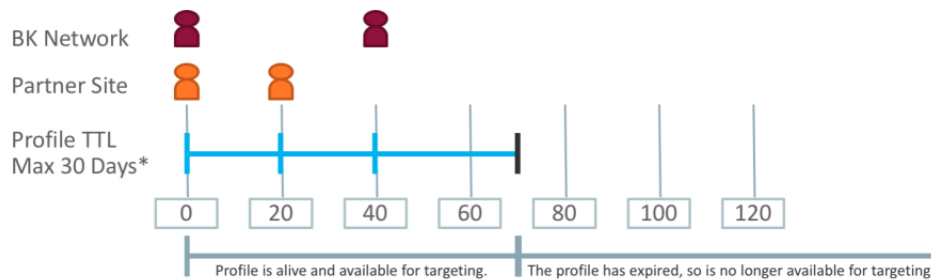 BK Network
Partner Site
Profile TTL
Max 30 Days*
0 20 40 60 80 100 120
Profile is alive and available for targeting. The profile has expired, so is no longer available for targeting